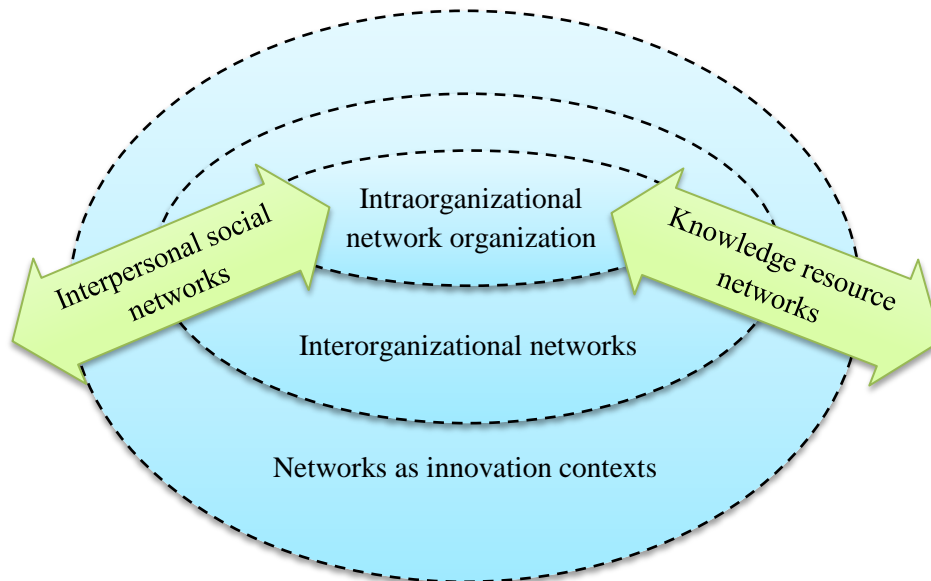 Intraorganizational
network organization
Interpersonal social
networks
Knowledge resource
networks
Interorganizational networks
Networks as innovation contexts